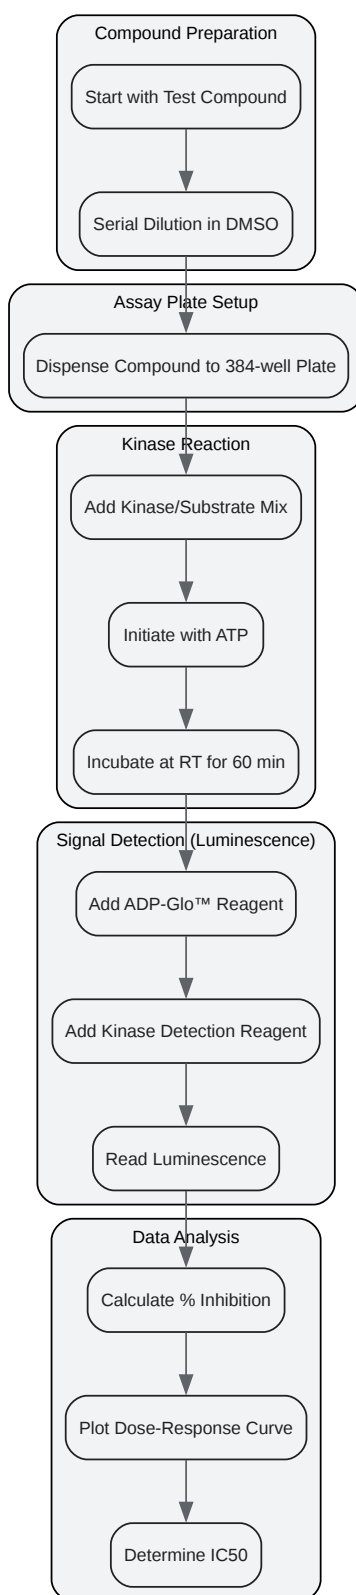 Compound Preparation
Start with Test Compound
Serial Dilution in DMSO
Assay Plate Setup
Dispense Compound to 384-well Plate
Kinase Reaction
Add Kinase/Substrate Mix
Initiate with ATP
Incubate at RT for 60 min
Signal Detection (Luminescence)
Add ADP-Glo™ Reagent
Add Kinase Detection Reagent
Read Luminescence
Data Analysis
Calculate % Inhibition
Plot Dose-Response Curve
Determine IC50